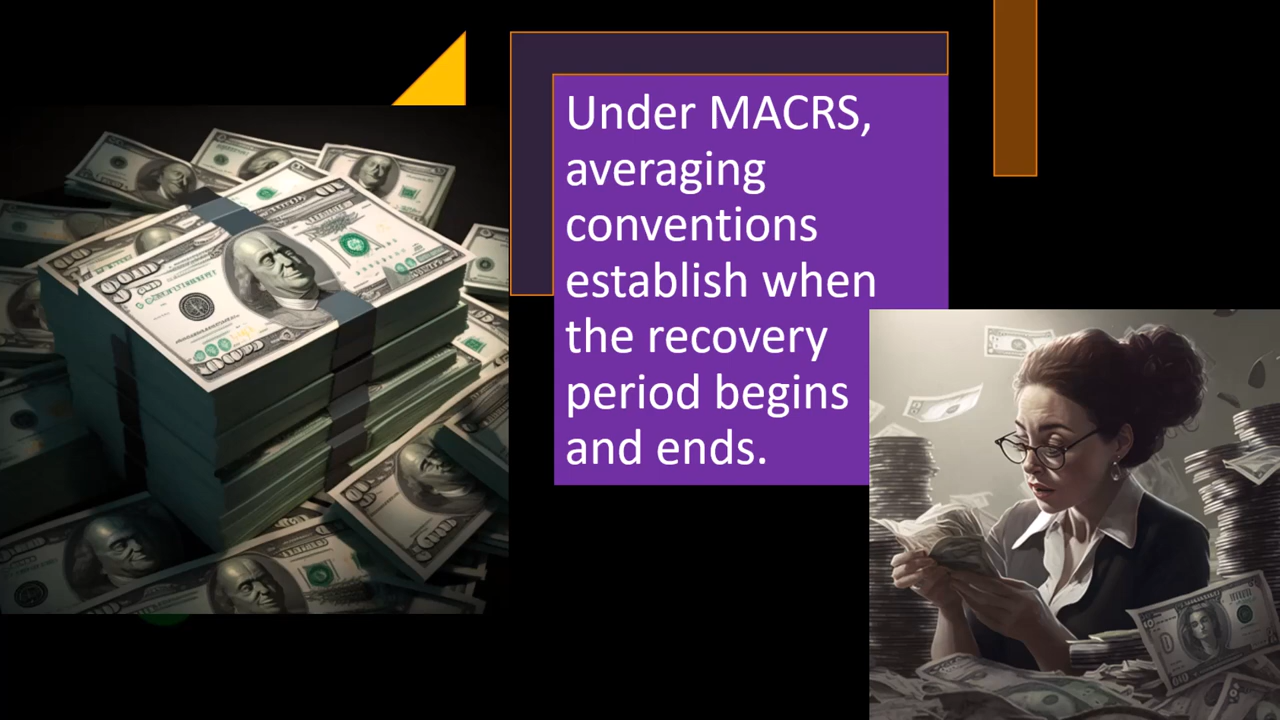 Under MACRS,
averaging
conventions
establish when
the recovery
period begins
and ends.